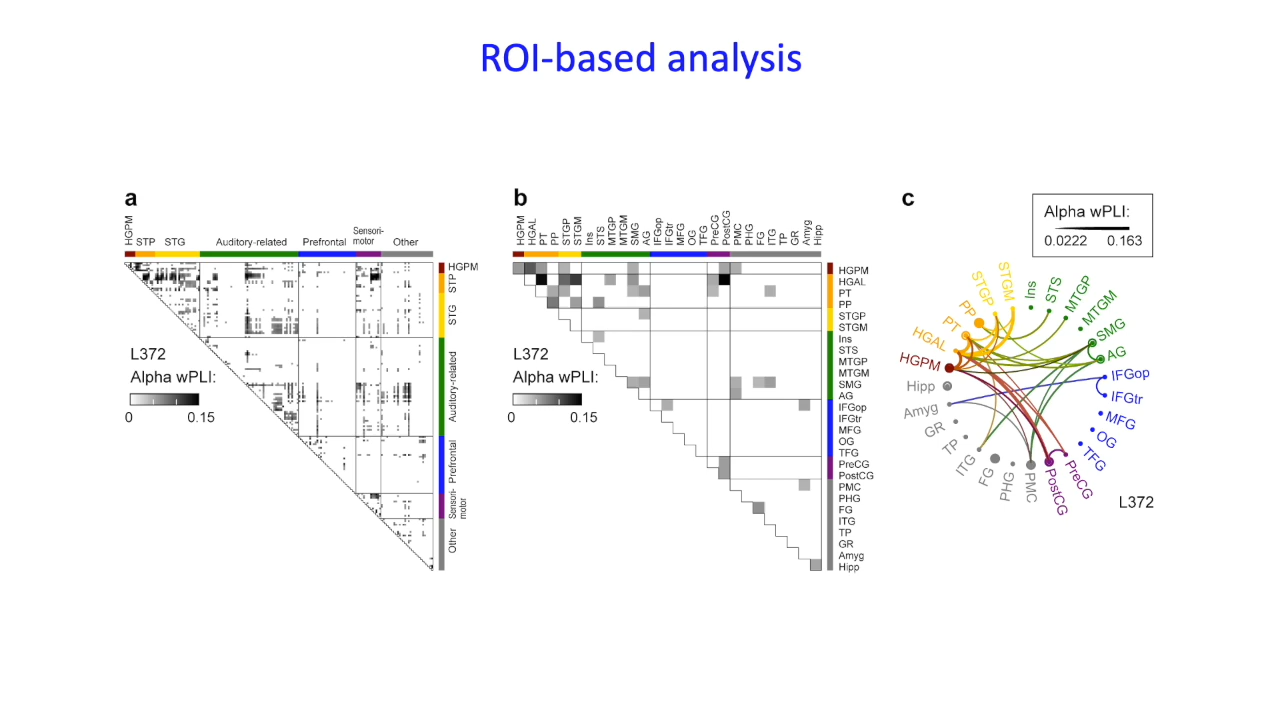 ROI-based analysis
a
HGPM
STP
STG
Auditory-related
Prefrontal
Sensori-
motor
Other
HGPM
STP
STG
Auditory-related
Prefrontal
Sensori-
motor
Other
L372
Alpha wPLI:
0
0.15
b
HGPM
HGAL
PT
PP
STGP
STGM
Ins
STS
MTGP
MTGM
SMG
AG
IFGop
IFGtr
MFG
OG
TFG
PreCG
PostCG
PMC
PHG
FG
ITG
TP
GR
Amyg
Hipp
HGPM
HGAL
PT
PP
STGP
STGM
Ins
STS
MTGP
MTGM
SMG
AG
IFGop
IFGtr
MFG
OG
TFG
PreCG
PostCG
PMC
PHG
FG
ITG
TP
GR
Amyg
Hipp
L372
Alpha wPLI:
0
0.15
c
Alpha wPLI:
0.0222
0.163
HGPM
HGAL
PT
PP
STGP
STGM
Ins
STS
MTGP
MTGM
SMG
AG
IFGop
IFGtr
MFG
OG
TFG
PreCG
PostCG
PMC
PHG
FG
ITG
TP
GR
Amyg
Hipp
L372